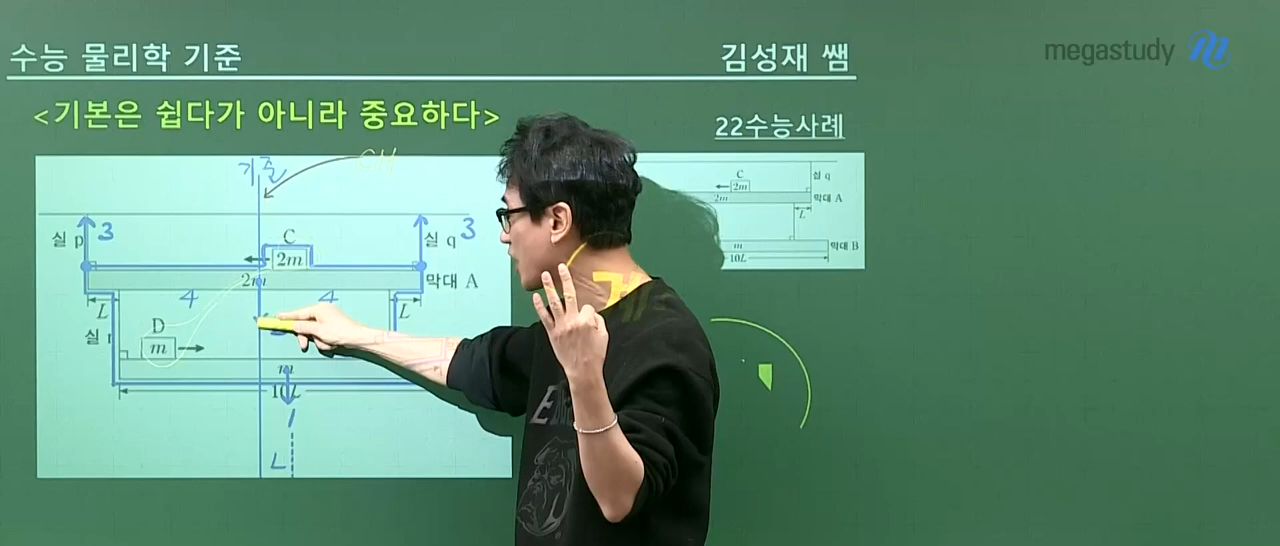 수능 물리학 기준
김성재 쌤
megastudy
<기본은 쉽다가 아니라 중요하다>
22수능사례
기준
실 p 3
C
2m
실 q 3
2m
막대 A
4
4
L
L
실 r
D
m
m
10L
1
L
C
2m
실 q
2m
막대 A
L
m
막대 B
10L
E